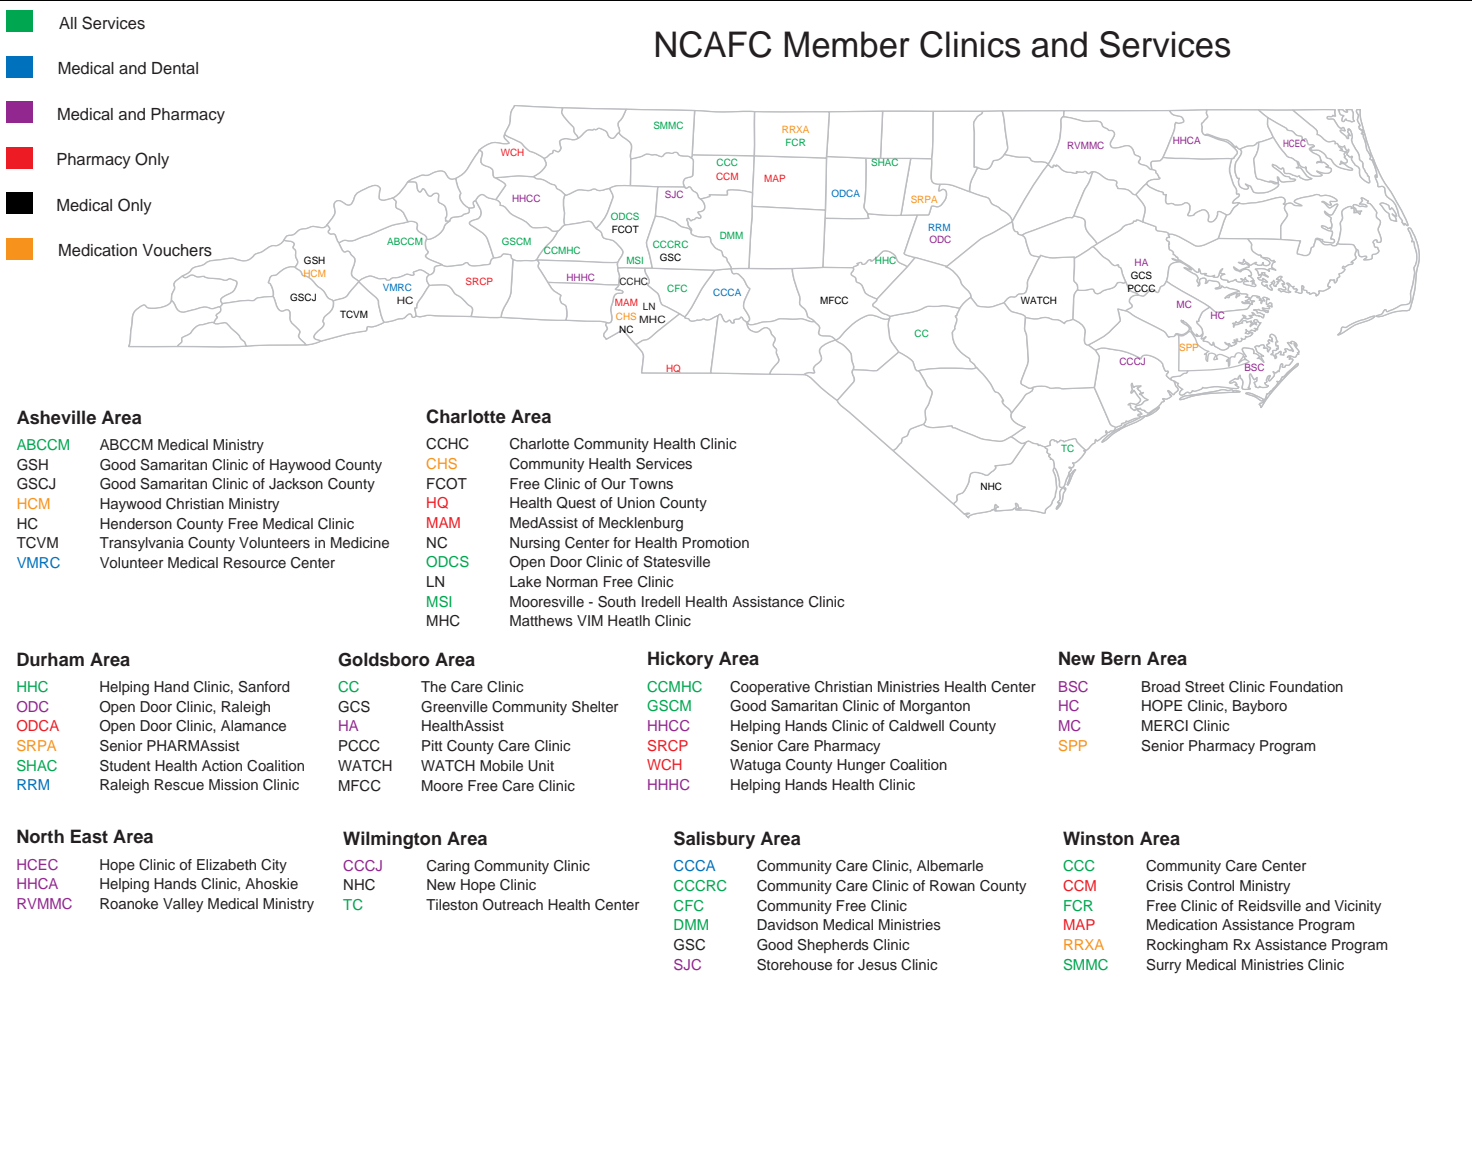 NCAFC Member Clinics and Services
All Services
Medical and Dental
Medical and Pharmacy
Pharmacy Only
Medical Only
Medication Vouchers
SMMC
RRXA
FCR
WCH
CCC
CCM
MAP
SHAC
RVMMC
HHCA
HCEC
HHCC
SJC
ODCA
SRPA
ODCS
FCOT
RRM
ODC
ABCCM
GSCM
CCMHC
CCCRC
GSC
DMM
GSH
HCM
MSI
HHC
HA
GCS
PCCC
GSCJ
VMRC
HC
SRCP
HHHC
CCHC
CFC
CCCA
MFCC
WATCH
MC
HC
TCVM
MAM
LN
CHS
MHC
NC
CC
SPP
HQ
CCCJ
BSC
TC
NHC
Asheville Area
ABCCM ABCCM Medical Ministry
GSH Good Samaritan Clinic of Haywood County
GSCJ Good Samaritan Clinic of Jackson County
HCM Haywood Christian Ministry
HC Henderson County Free Medical Clinic
TCVM Transylvania County Volunteers in Medicine
VMRC Volunteer Medical Resource Center
Charlotte Area
CCHC Charlotte Community Health Clinic
CHS Community Health Services
FCOT Free Clinic of Our Towns
HQ Health Quest of Union County
MAM MedAssist of Mecklenburg
NC Nursing Center for Health Promotion
ODCS Open Door Clinic of Statesville
LN Lake Norman Free Clinic
MSI Mooresville - South Iredell Health Assistance Clinic
MHC Matthews VIM Heatlh Clinic
Durham Area
HHC Helping Hand Clinic, Sanford
ODC Open Door Clinic, Raleigh
ODCA Open Door Clinic, Alamance
SRPA Senior PHARMAssist
SHAC Student Health Action Coalition
RRM Raleigh Rescue Mission Clinic
Goldsboro Area
CC The Care Clinic
GCS Greenville Community Shelter
HA HealthAssist
PCCC Pitt County Care Clinic
WATCH WATCH Mobile Unit
MFCC Moore Free Care Clinic
Hickory Area
CCMHC Cooperative Christian Ministries Health Center
GSCM Good Samaritan Clinic of Morganton
HHCC Helping Hands Clinic of Caldwell County
SRCP Senior Care Pharmacy
WCH Watuga County Hunger Coalition
HHHC Helping Hands Health Clinic
New Bern Area
BSC Broad Street Clinic Foundation
HC HOPE Clinic, Bayboro
MC MERCI Clinic
SPP Senior Pharmacy Program
North East Area
HCEC Hope Clinic of Elizabeth City
HHCA Helping Hands Clinic, Ahoskie
RVMMC Roanoke Valley Medical Ministry
Wilmington Area
CCCJ Caring Community Clinic
NHC New Hope Clinic
TC Tileston Outreach Health Center
Salisbury Area
CCCA Community Care Clinic, Albemarle
CCCRC Community Care Clinic of Rowan County
CFC Community Free Clinic
DMM Davidson Medical Ministries
GSC Good Shepherds Clinic
SJC Storehouse for Jesus Clinic
Winston Area
CCC Community Care Center
CCM Crisis Control Ministry
FCR Free Clinic of Reidsville and Vicinity
MAP Medication Assistance Program
RRXA Rockingham Rx Assistance Program
SMMC Surry Medical Ministries Clinic